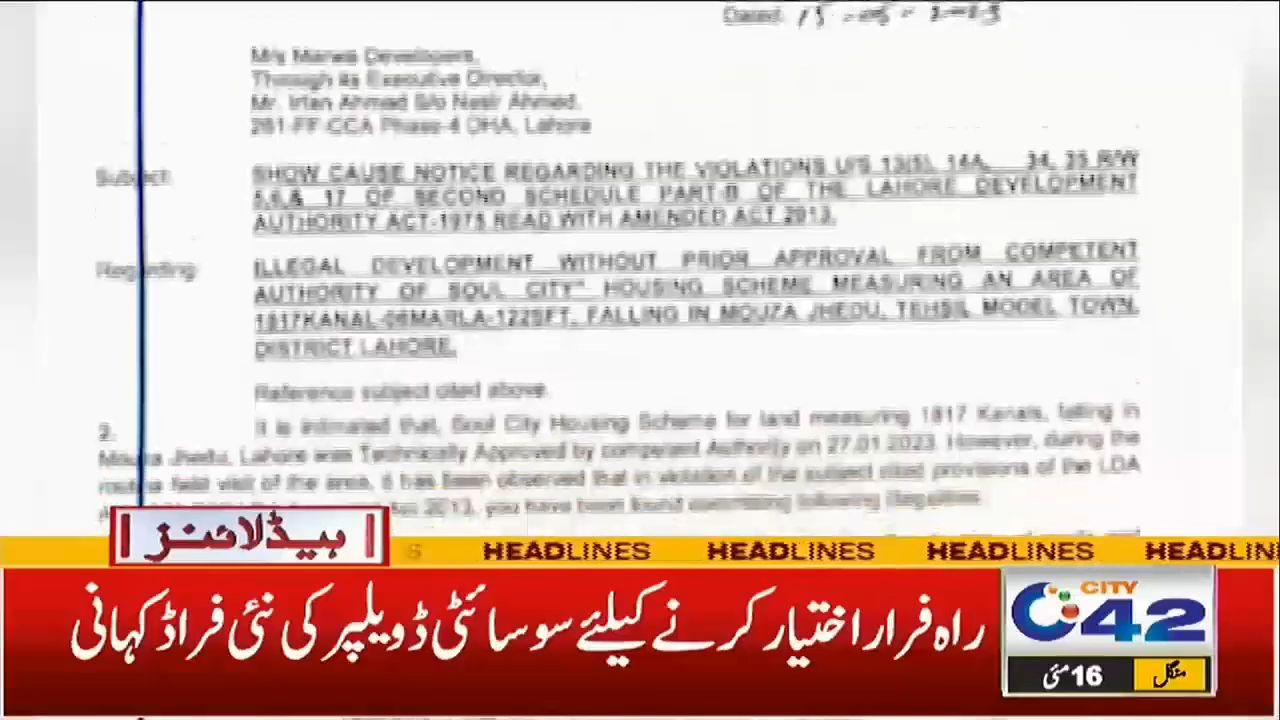 Dated: 15-05-2023
M/s Marwa Developers,
Through its Executive Director,
Mr. Irfan Ahmad S/o Nasir Ahmed,
261-FF-CCA Phase-4 DHA, Lahore
Subject: SHOW CAUSE NOTICE REGARDING THE VIOLATIONS U/S 13(5), 14A, 34, 35 R/W
5,6,& 17 OF SECOND SCHEDULE PART-B OF THE LAHORE DEVELOPMENT
AUTHORITY ACT-1975 READ WITH AMENDED ACT 2013.
Regarding: ILLEGAL DEVELOPMENT WITHOUT PRIOR APPROVAL FROM COMPETENT
AUTHORITY OF SOUL CITY" HOUSING SCHEME MEASURING AN AREA OF
1817KANAL-06MARLA-122SFT, FALLING IN MOUZA JHEDU, TEHSIL MODEL TOWN,
DISTRICT LAHORE.
Reference subject cited above.
2. It is intimated that, Soul City Housing Scheme for land measuring 1817 Kanals, falling in
Mouza Jhedu, Lahore was Technically Approved by competent Authority on 27.01.2023. However, during the
routine field visit of the area, it has been observed that in violation of the subject cited provisions of the LDA
2013, you have been found committing following illegalities
ہیڈلائنز
HEADLINES HEADLINES HEADLINES HEADLIN
راہ فرار اختیار کرنے کیلئے سوسائٹی ڈویلپر کی نئی فراڈ کہانی
CITY
42
16 مئی منگل